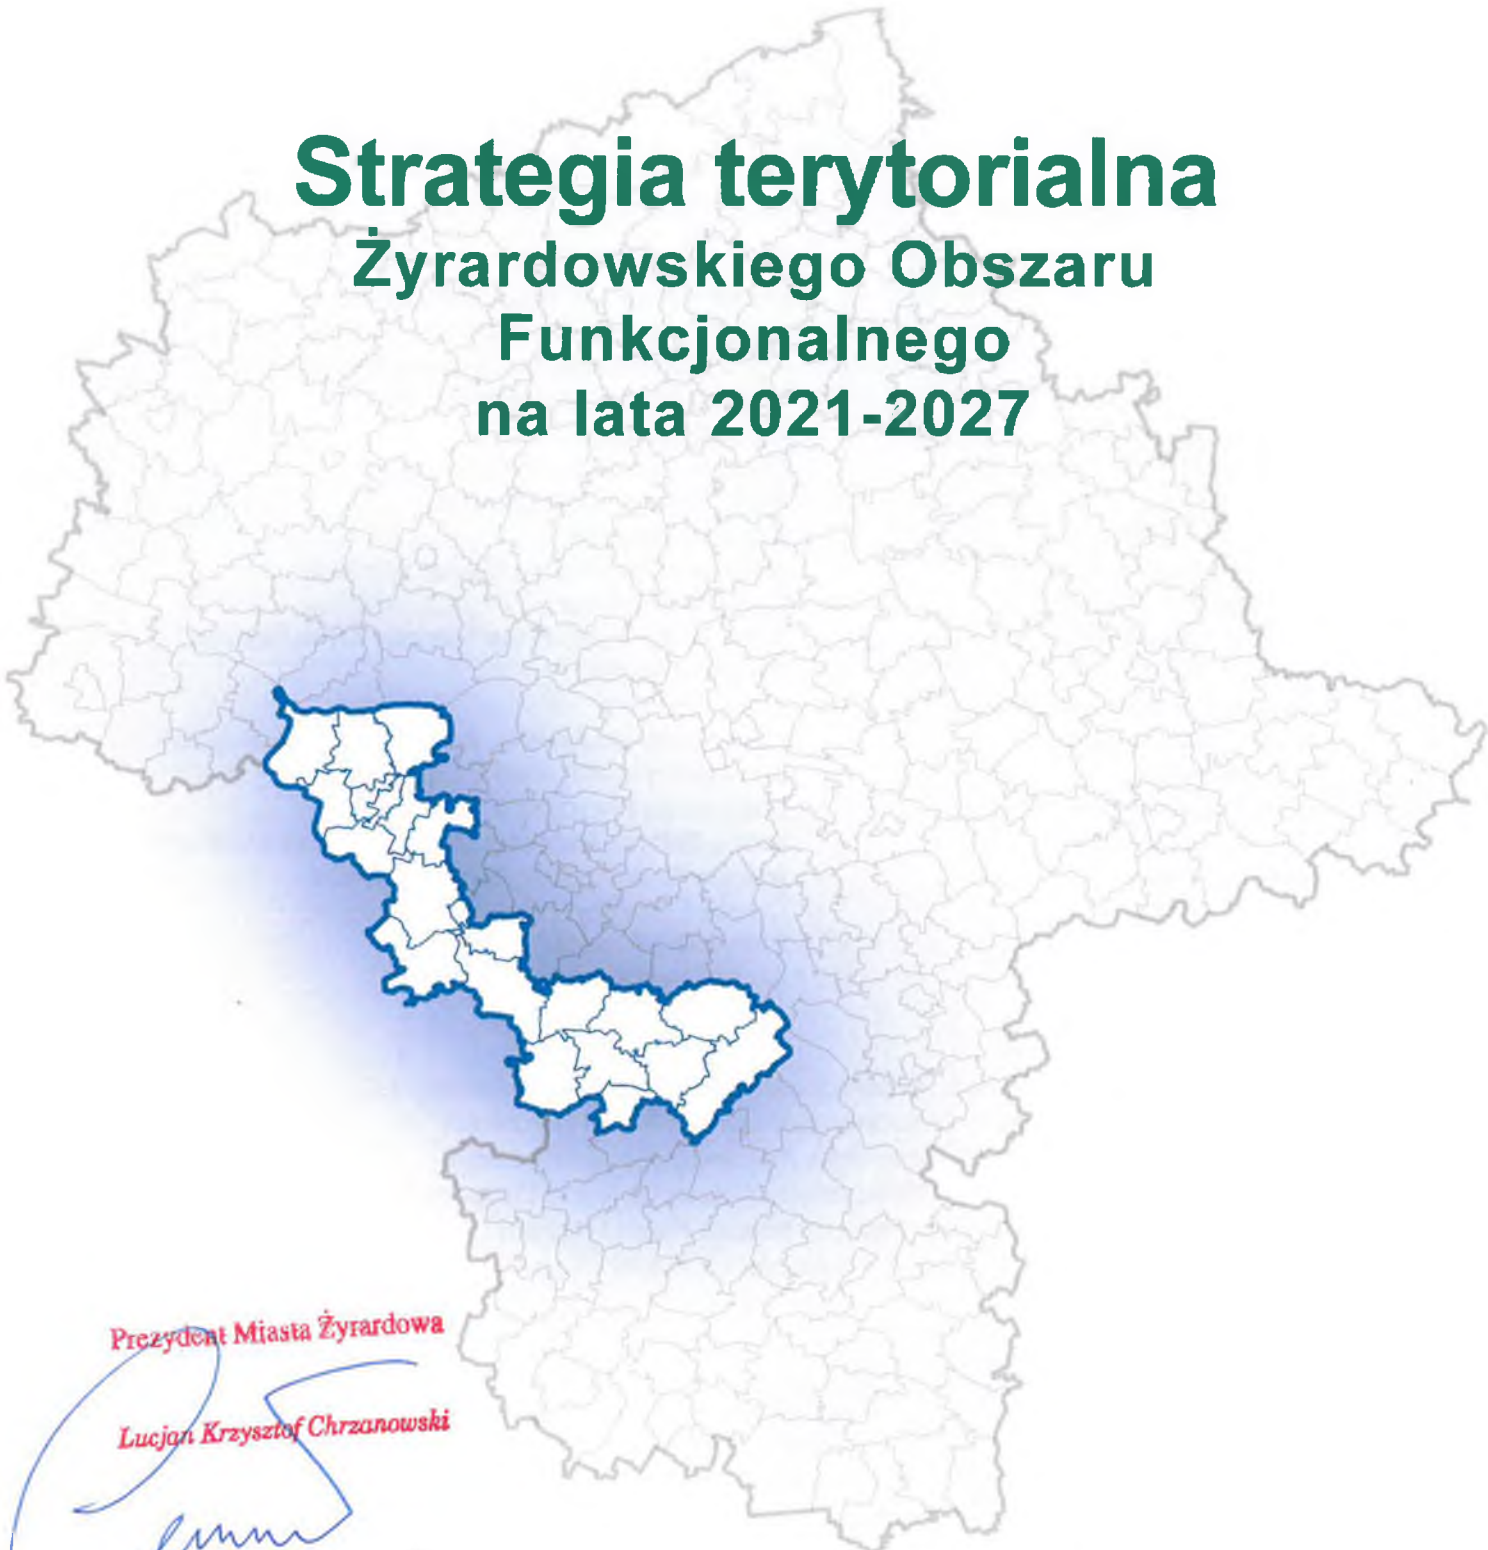 Strategia terytorialna
Żyrardowskiego Obszaru
Funkcjonalnego
na lata 2021-2027
Prezydent Miasta Żyrardowa
Lucjan Krzysztof Chrzanowski